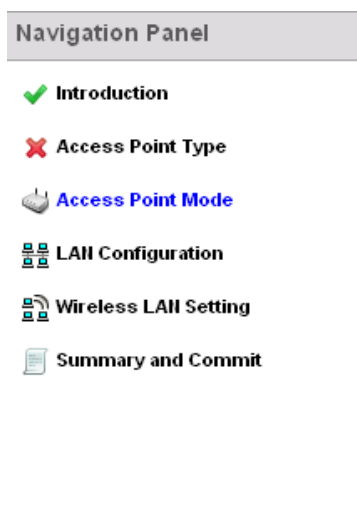 Navigation Panel
Introduction
Access Point Type
Access Point Mode
LAN Configuration
Wireless LAN Setting
Summary and Commit